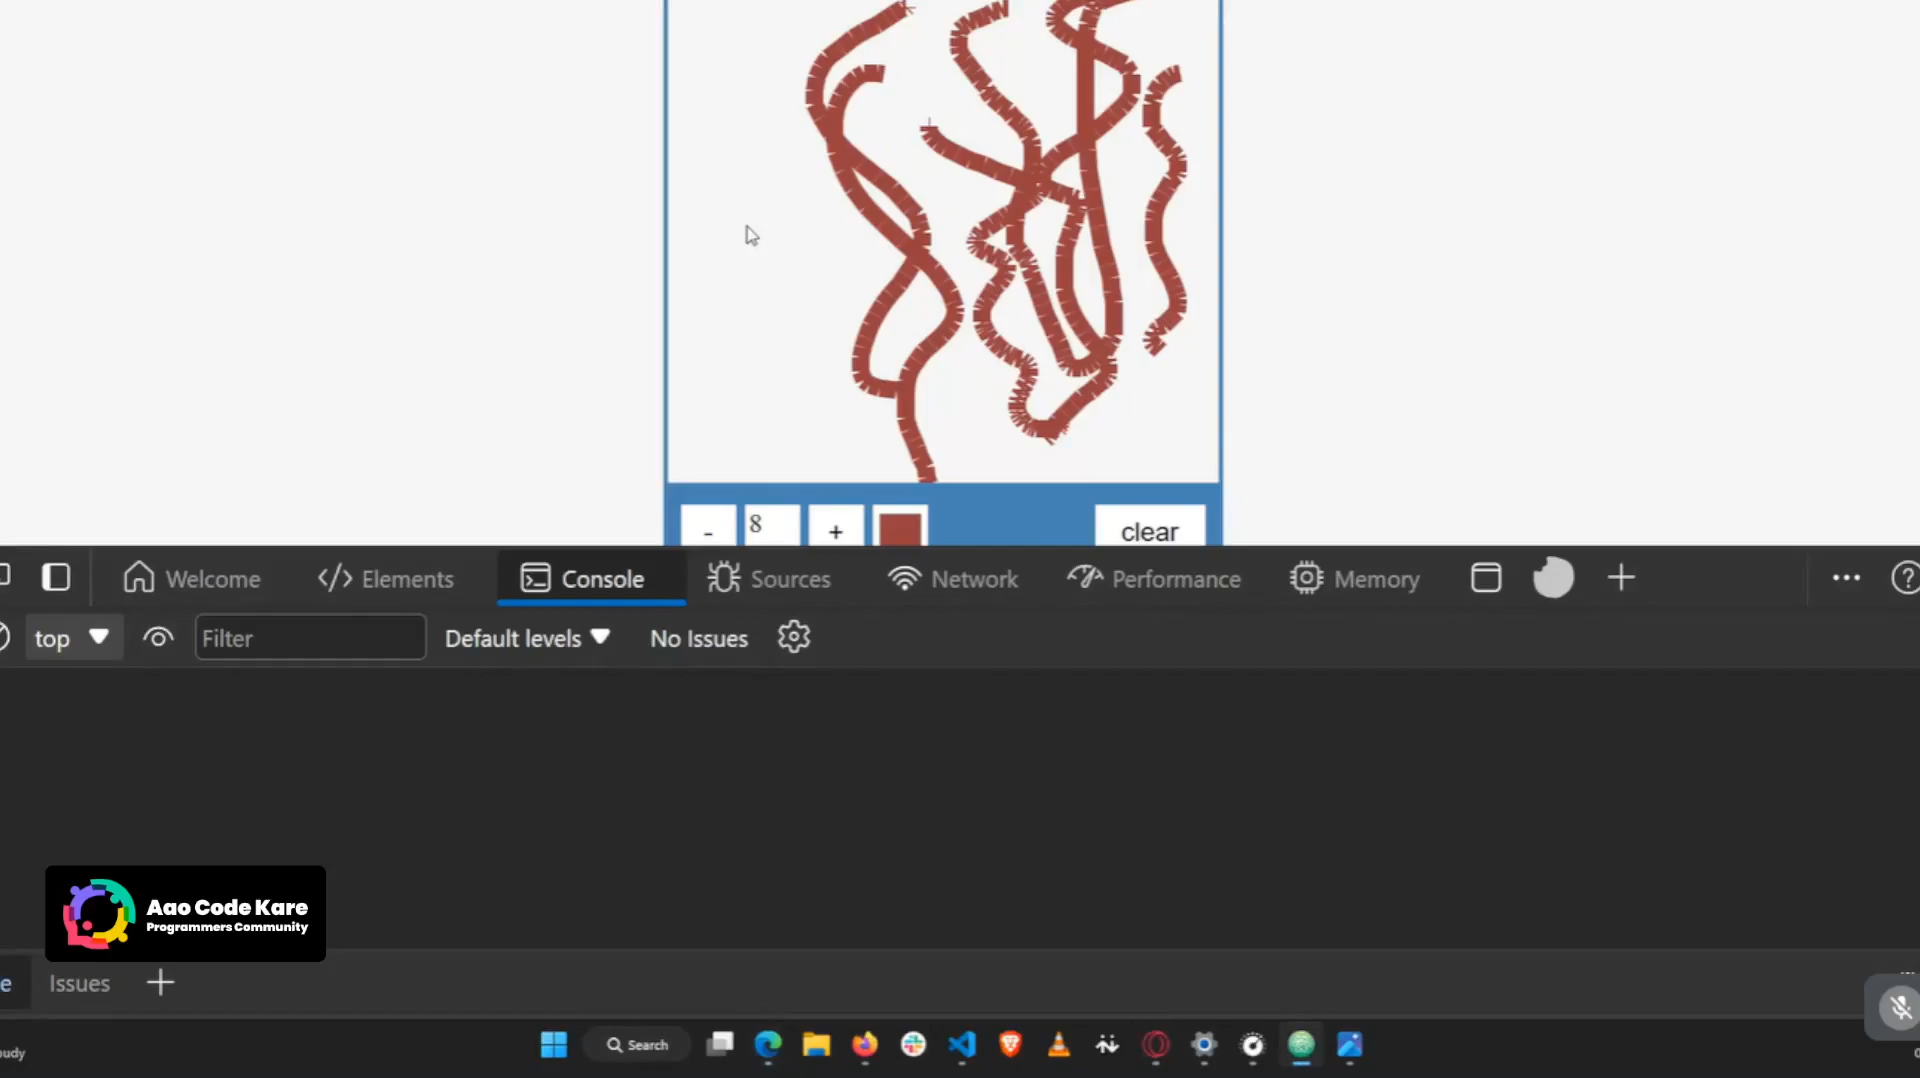 - 8 + clear
Welcome Elements Console Sources Network Performance Memory
top Filter Default levels No Issues
Aao Code Kare
Programmers Community
e Issues
Search
oudy